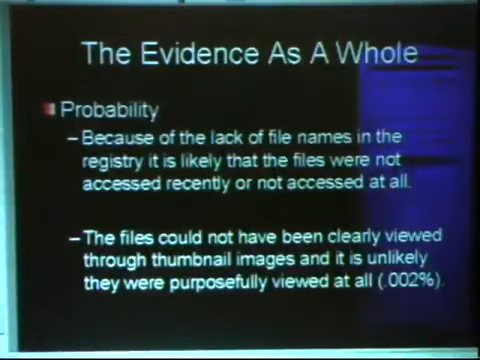 The Evidence As A Whole
Probability
–Because of the lack of file names in the
registry it is likely that the files were not
accessed recently or not accessed at all.
–The files could not have been clearly viewed
through thumbnail images and it is unlikely
they were purposefully viewed at all (.002%).